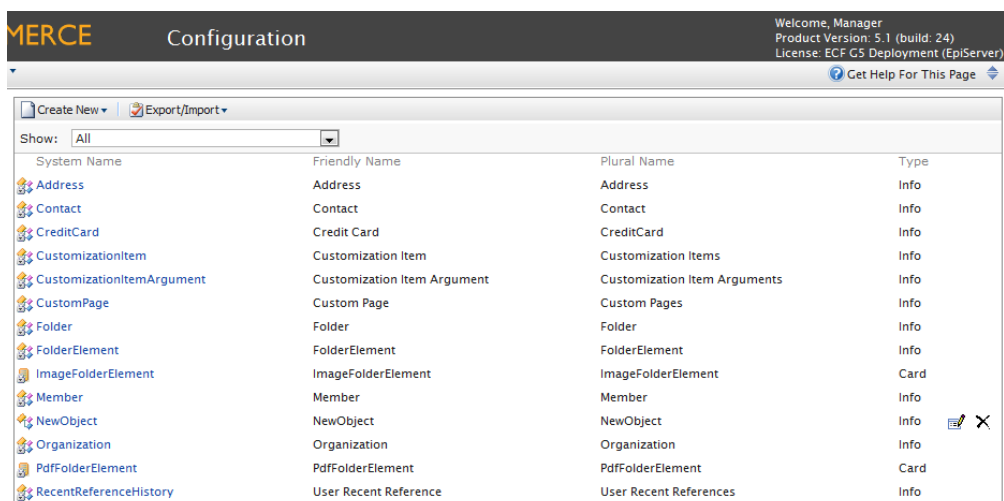 MERCE Configuration Welcome, Manager
Product Version: 5.1 (build: 24)
License: ECF G5 Deployment (EpiServer)
Get Help For This Page
Create New Export/Import
Show: All
System Name Friendly Name Plural Name Type
Address Address Address Info
Contact Contact Contact Info
CreditCard Credit Card CreditCard Info
CustomizationItem Customization Item Customization Items Info
CustomizationItemArgument Customization Item Argument Customization Item Arguments Info
CustomPage Custom Page Custom Pages Info
Folder Folder Folder Info
FolderElement FolderElement FolderElement Info
ImageFolderElement ImageFolderElement ImageFolderElement Card
Member Member Member Info
NewObject NewObject NewObject Info
Organization Organization Organization Info
PdfFolderElement PdfFolderElement PdfFolderElement Card
RecentReferenceHistory User Recent Reference User Recent References Info